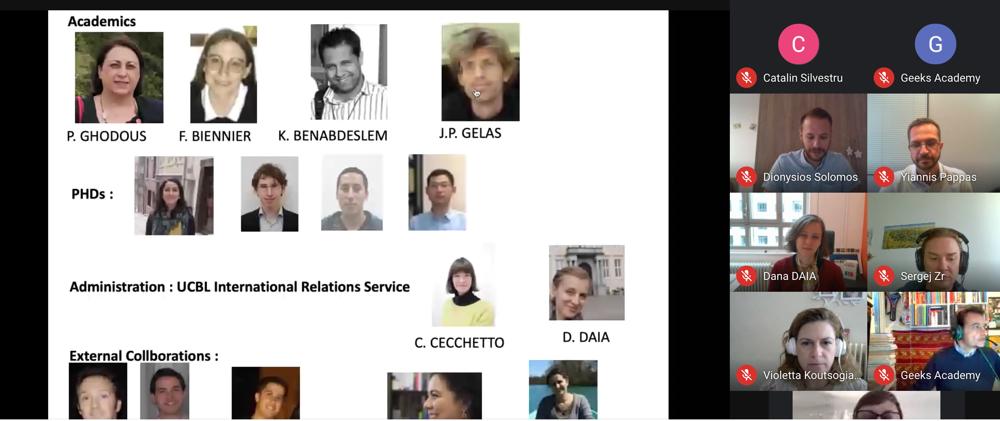 Academics
P. GHODOUS
F. BIENNIER
K. BENABDESLEM
J.P. GELAS
PHDs :
Administration : UCBL International Relations Service
C. CECCHETTO
D. DAIA
External Collborations :
C
G
Catalin Silvestru
Geeks Academy
Dionysios Solomos
Yiannis Pappas
Dana DAIA
Sergej Zr
Violetta Koutsogia...
Geeks Academy